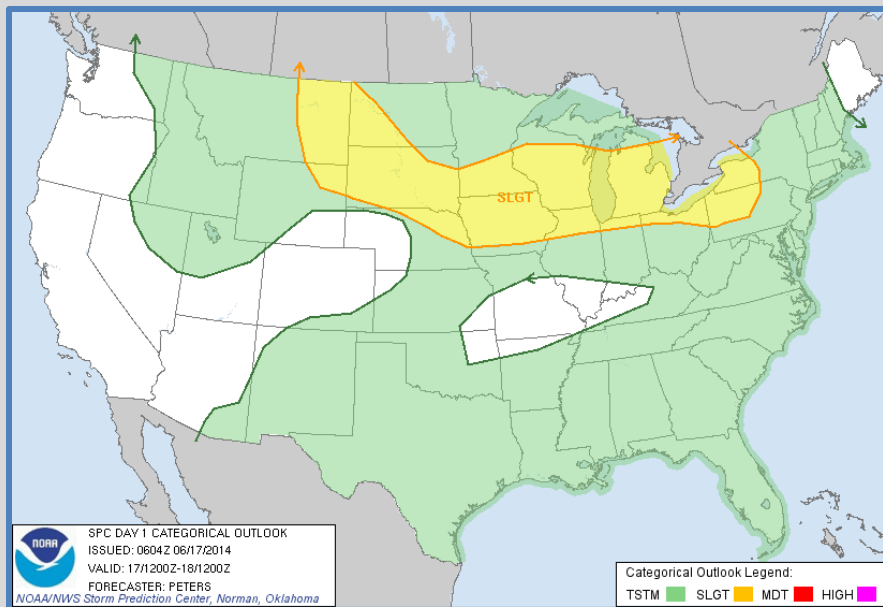 SLGT
SPC DAY 1 CATEGORICAL OUTLOOK
ISSUED: 0604Z 06/17/2014
VALID: 17/1200Z-18/1200Z
FORECASTER: PETERS
NOAA/NWS Storm Prediction Center, Norman, Oklahoma
NOAA
Categorical Outlook Legend:
TSTM SLGT MDT HIGH